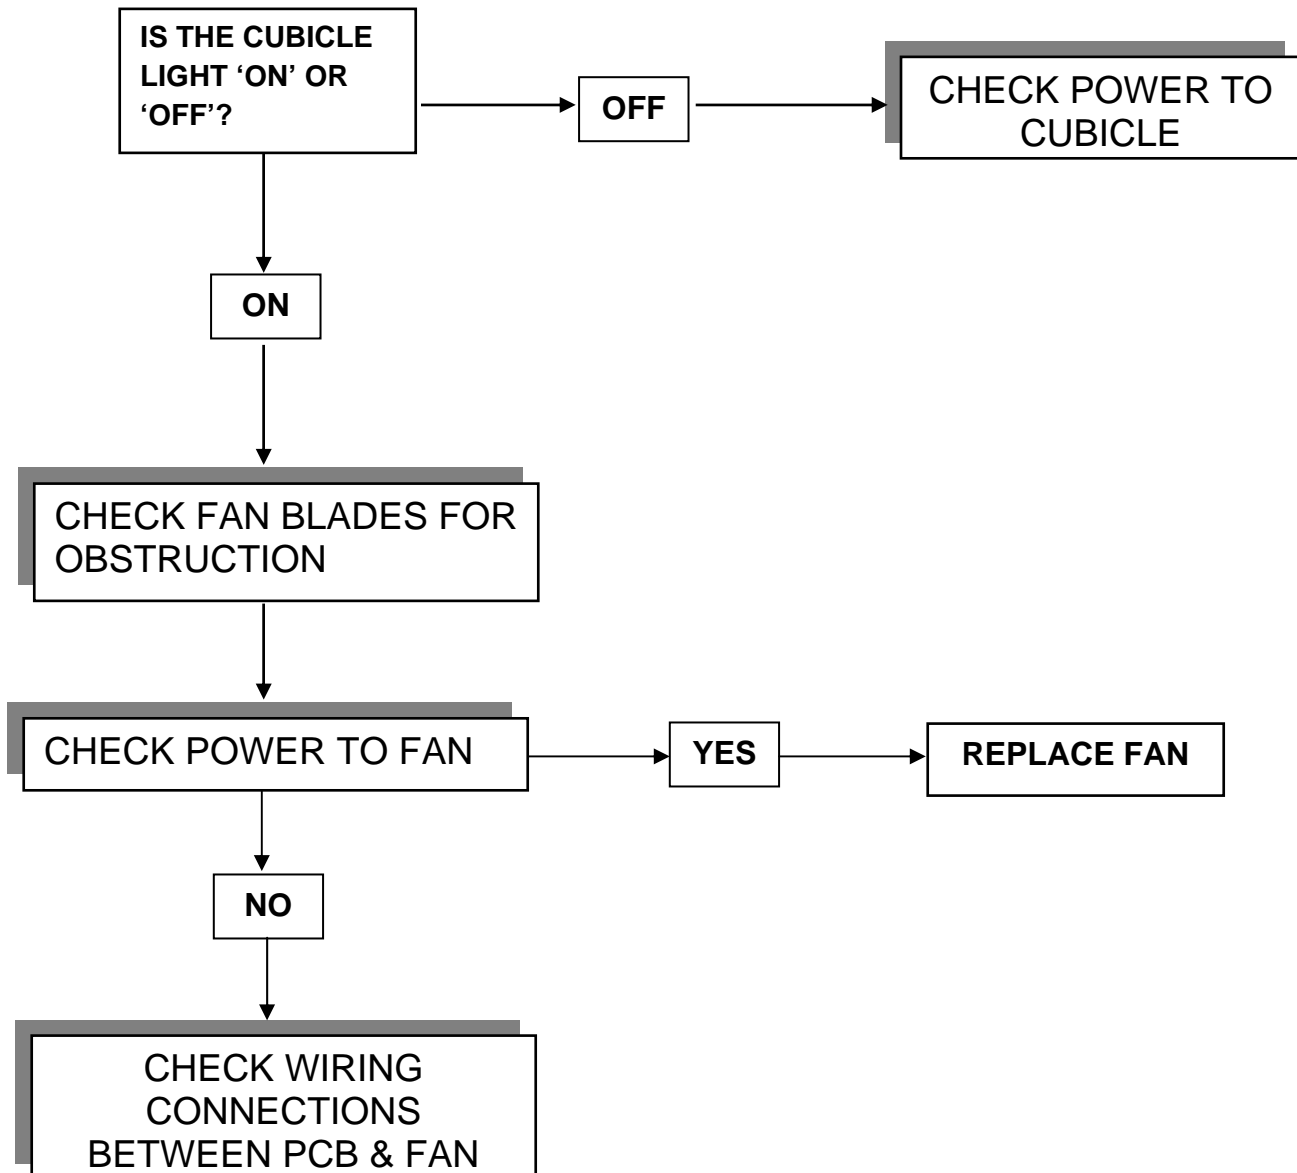 IS THE CUBICLE
LIGHT ‘ON’ OR
‘OFF’?
OFF
CHECK POWER TO
CUBICLE
ON
CHECK FAN BLADES FOR
OBSTRUCTION
CHECK POWER TO FAN
YES
REPLACE FAN
NO
CHECK WIRING
CONNECTIONS
BETWEEN PCB & FAN